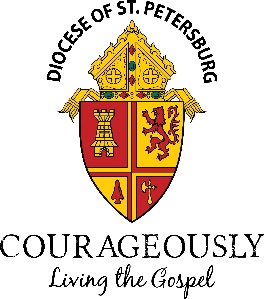 DIOCESE OF ST. PETERSBURG
COURAGEOUSLY
Living the Gospel